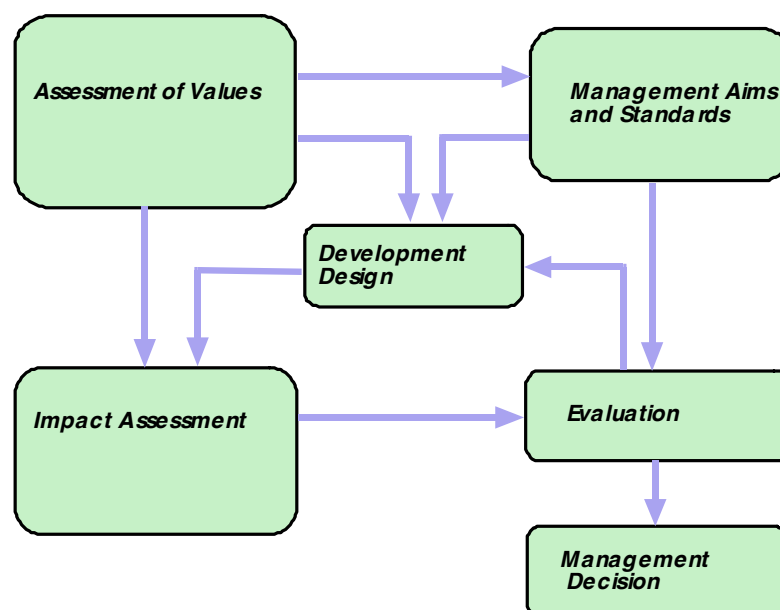 Assessment of Values
Management Aims
and Standards
Development
Design
Impact Assessment
Evaluation
Management
Decision